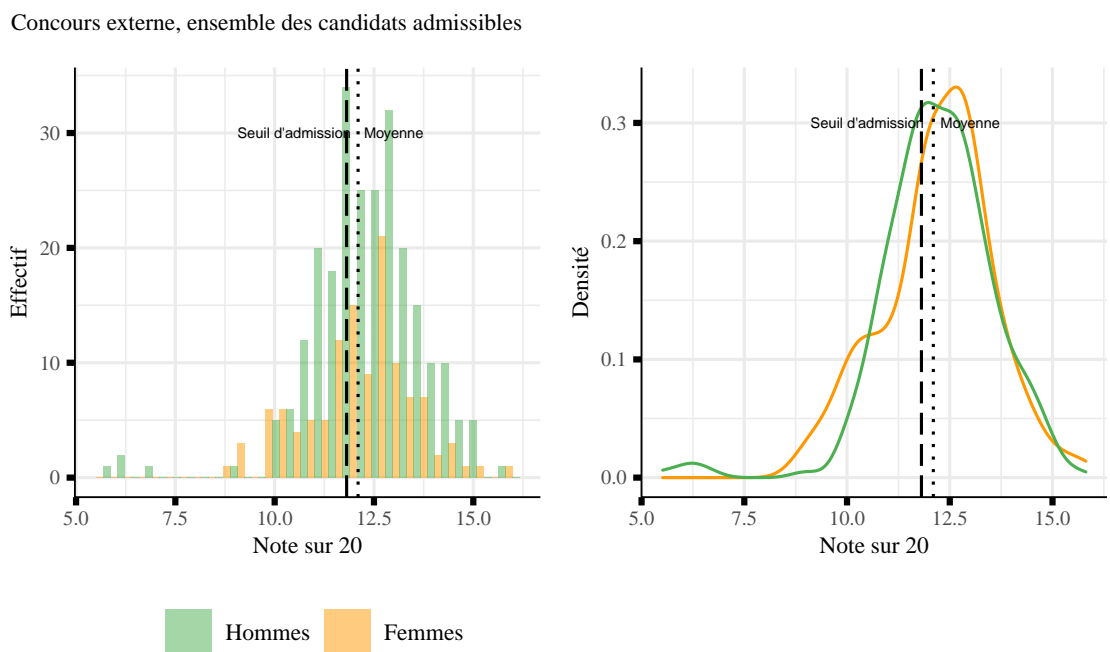 Concours externe, ensemble des candidats admissibles
Effectif
30
20
10
0
Seuil d'admission
Moyenne
5.0
7.5
10.0
12.5
15.0
Note sur 20
Densité
0.3
0.2
0.1
0.0
Seuil d'admission
Moyenne
5.0
7.5
10.0
12.5
15.0
Note sur 20
Hommes
Femmes